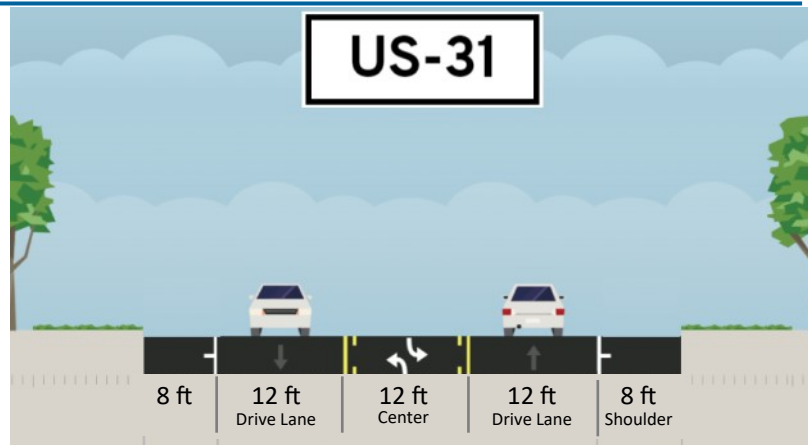 US-31
8 ft 12 ft 12 ft 12 ft 8 ft
Drive Lane Center Drive Lane Shoulder